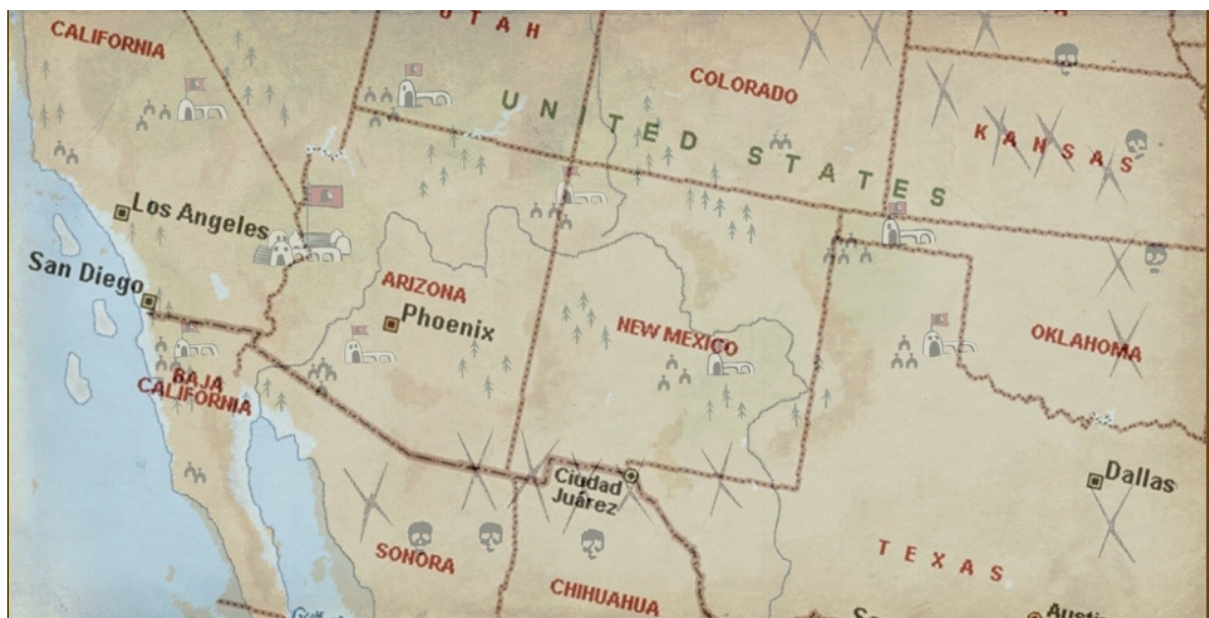 UTAH
CALIFORNIA
COLORADO
UNITED STATES
KANSAS
Los Angeles
San Diego
ARIZONA
Phoenix
NEW MEXICO
OKLAHOMA
BAJA
CALIFORNIA
Ciudad
Juárez
Dallas
SONORA
TEXAS
CHIHUAHUA